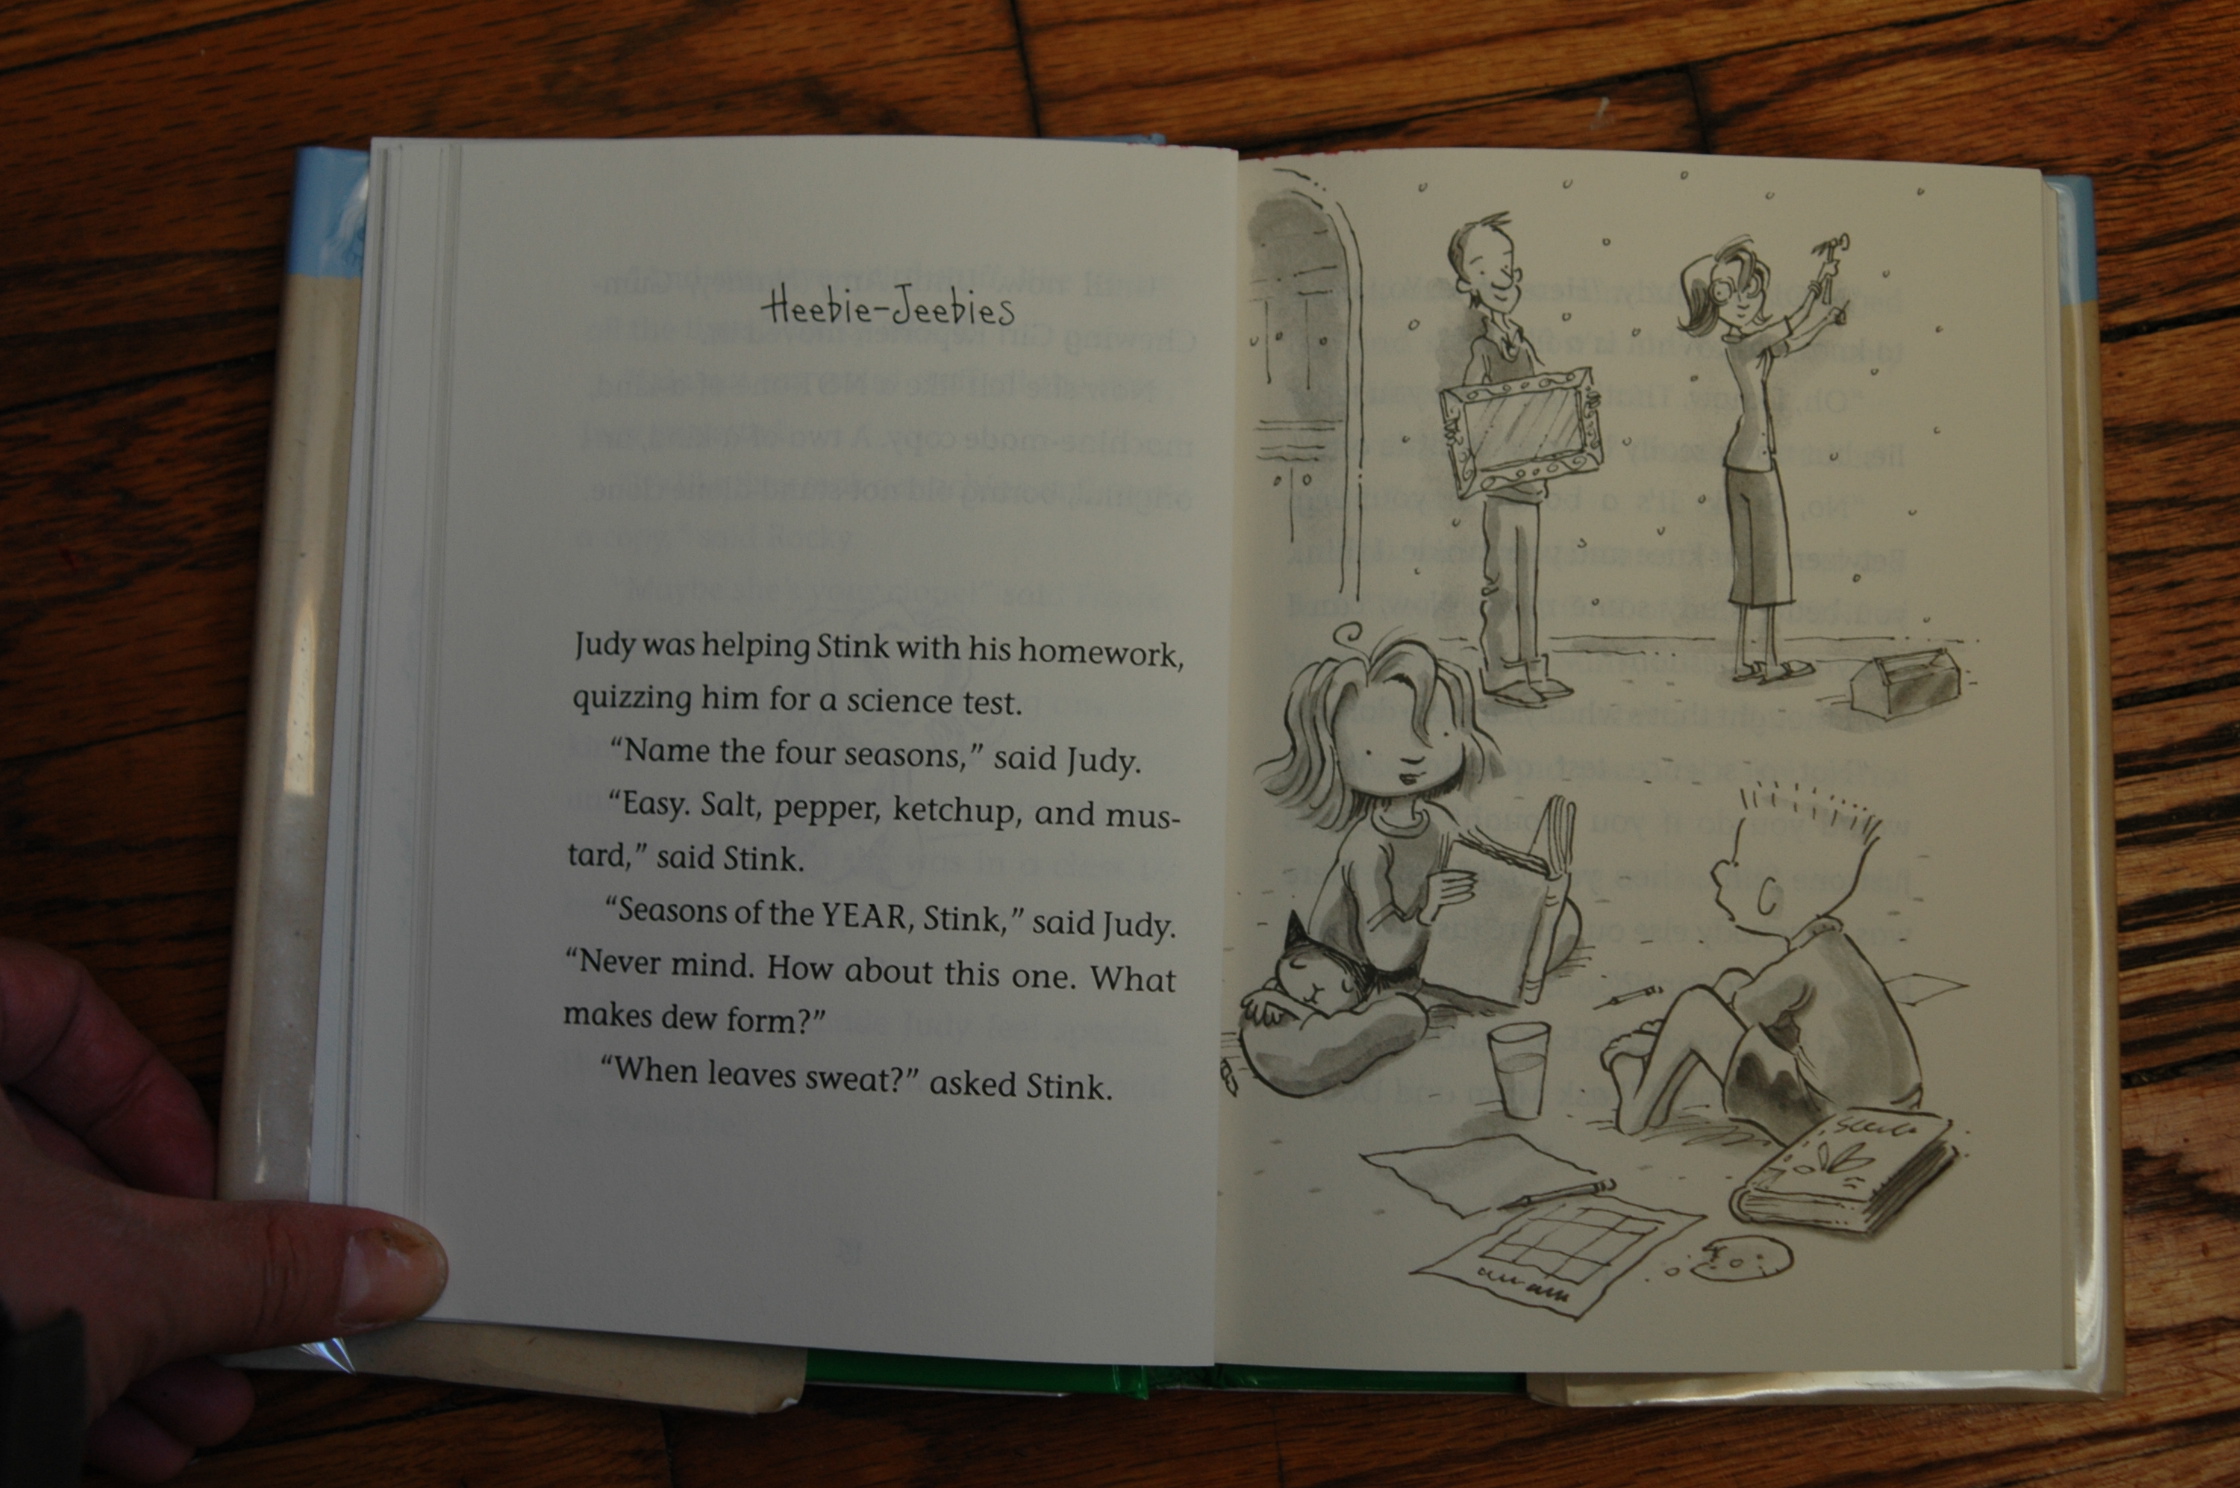 Heebie-Jeebies
Judy was helping Stink with his homework,
quizzing him for a science test.
“Name the four seasons,” said Judy.
“Easy. Salt, pepper, ketchup, and mus-
tard,” said Stink.
“Seasons of the YEAR, Stink,” said Judy.
“Never mind. How about this one. What
makes dew form?”
“When leaves sweat?” asked Stink.